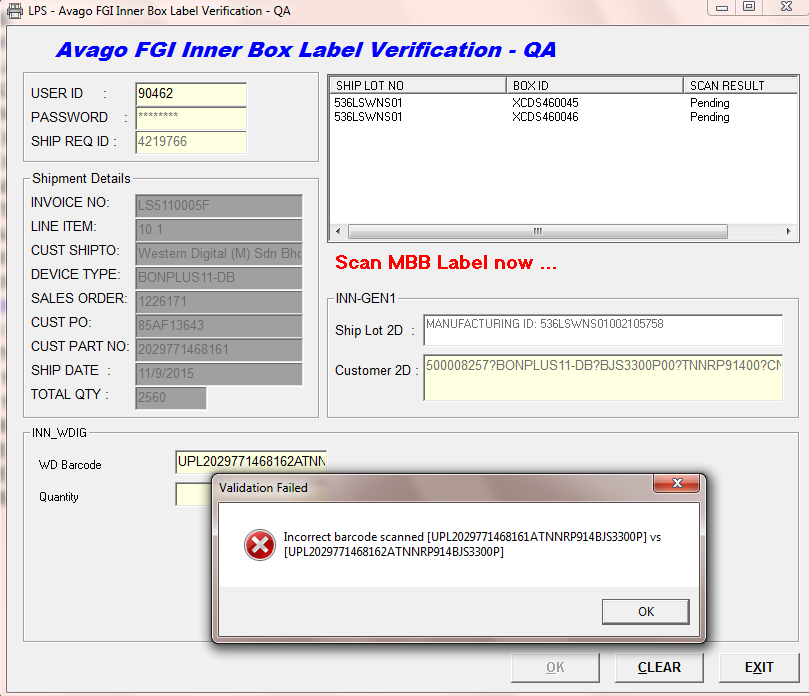 LPS - Avago FGI Inner Box Label Verification - QA
Avago FGI Inner Box Label Verification - QA
USER ID : 90462
PASSWORD : ********
SHIP REQ ID : 4219766
SHIP LOT NO BOX ID SCAN RESULT
536LSWNS01 XCDS460045 Pending
536LSWNS01 XCDS460046 Pending
Shipment Details
INVOICE NO: LS5110005F
LINE ITEM: 10.1
CUST SHIPTO: Western Digital (M) Sdn Bhd
DEVICE TYPE: BONPLUS11-DB
SALES ORDER: 1226171
CUST PO: 85AF13643
CUST PART NO: 2029771468161
SHIP DATE : 11/9/2015
TOTAL QTY : 2560
Scan MBB Label now ...
INN-GEN1
Ship Lot 2D : MANUFACTURING ID: 536LSWNS01002105758
Customer 2D : 500008257?BONPLUS11-DB?BJS3300P00?TNNRP91400?CN
INN_WDIG
WD Barcode UPL2029771468162ATNN
Quantity
Validation Failed
Incorrect barcode scanned [UPL2029771468161ATNNRP914BJS3300P] vs
[UPL2029771468162ATNNRP914BJS3300P]
OK
OK CLEAR EXIT